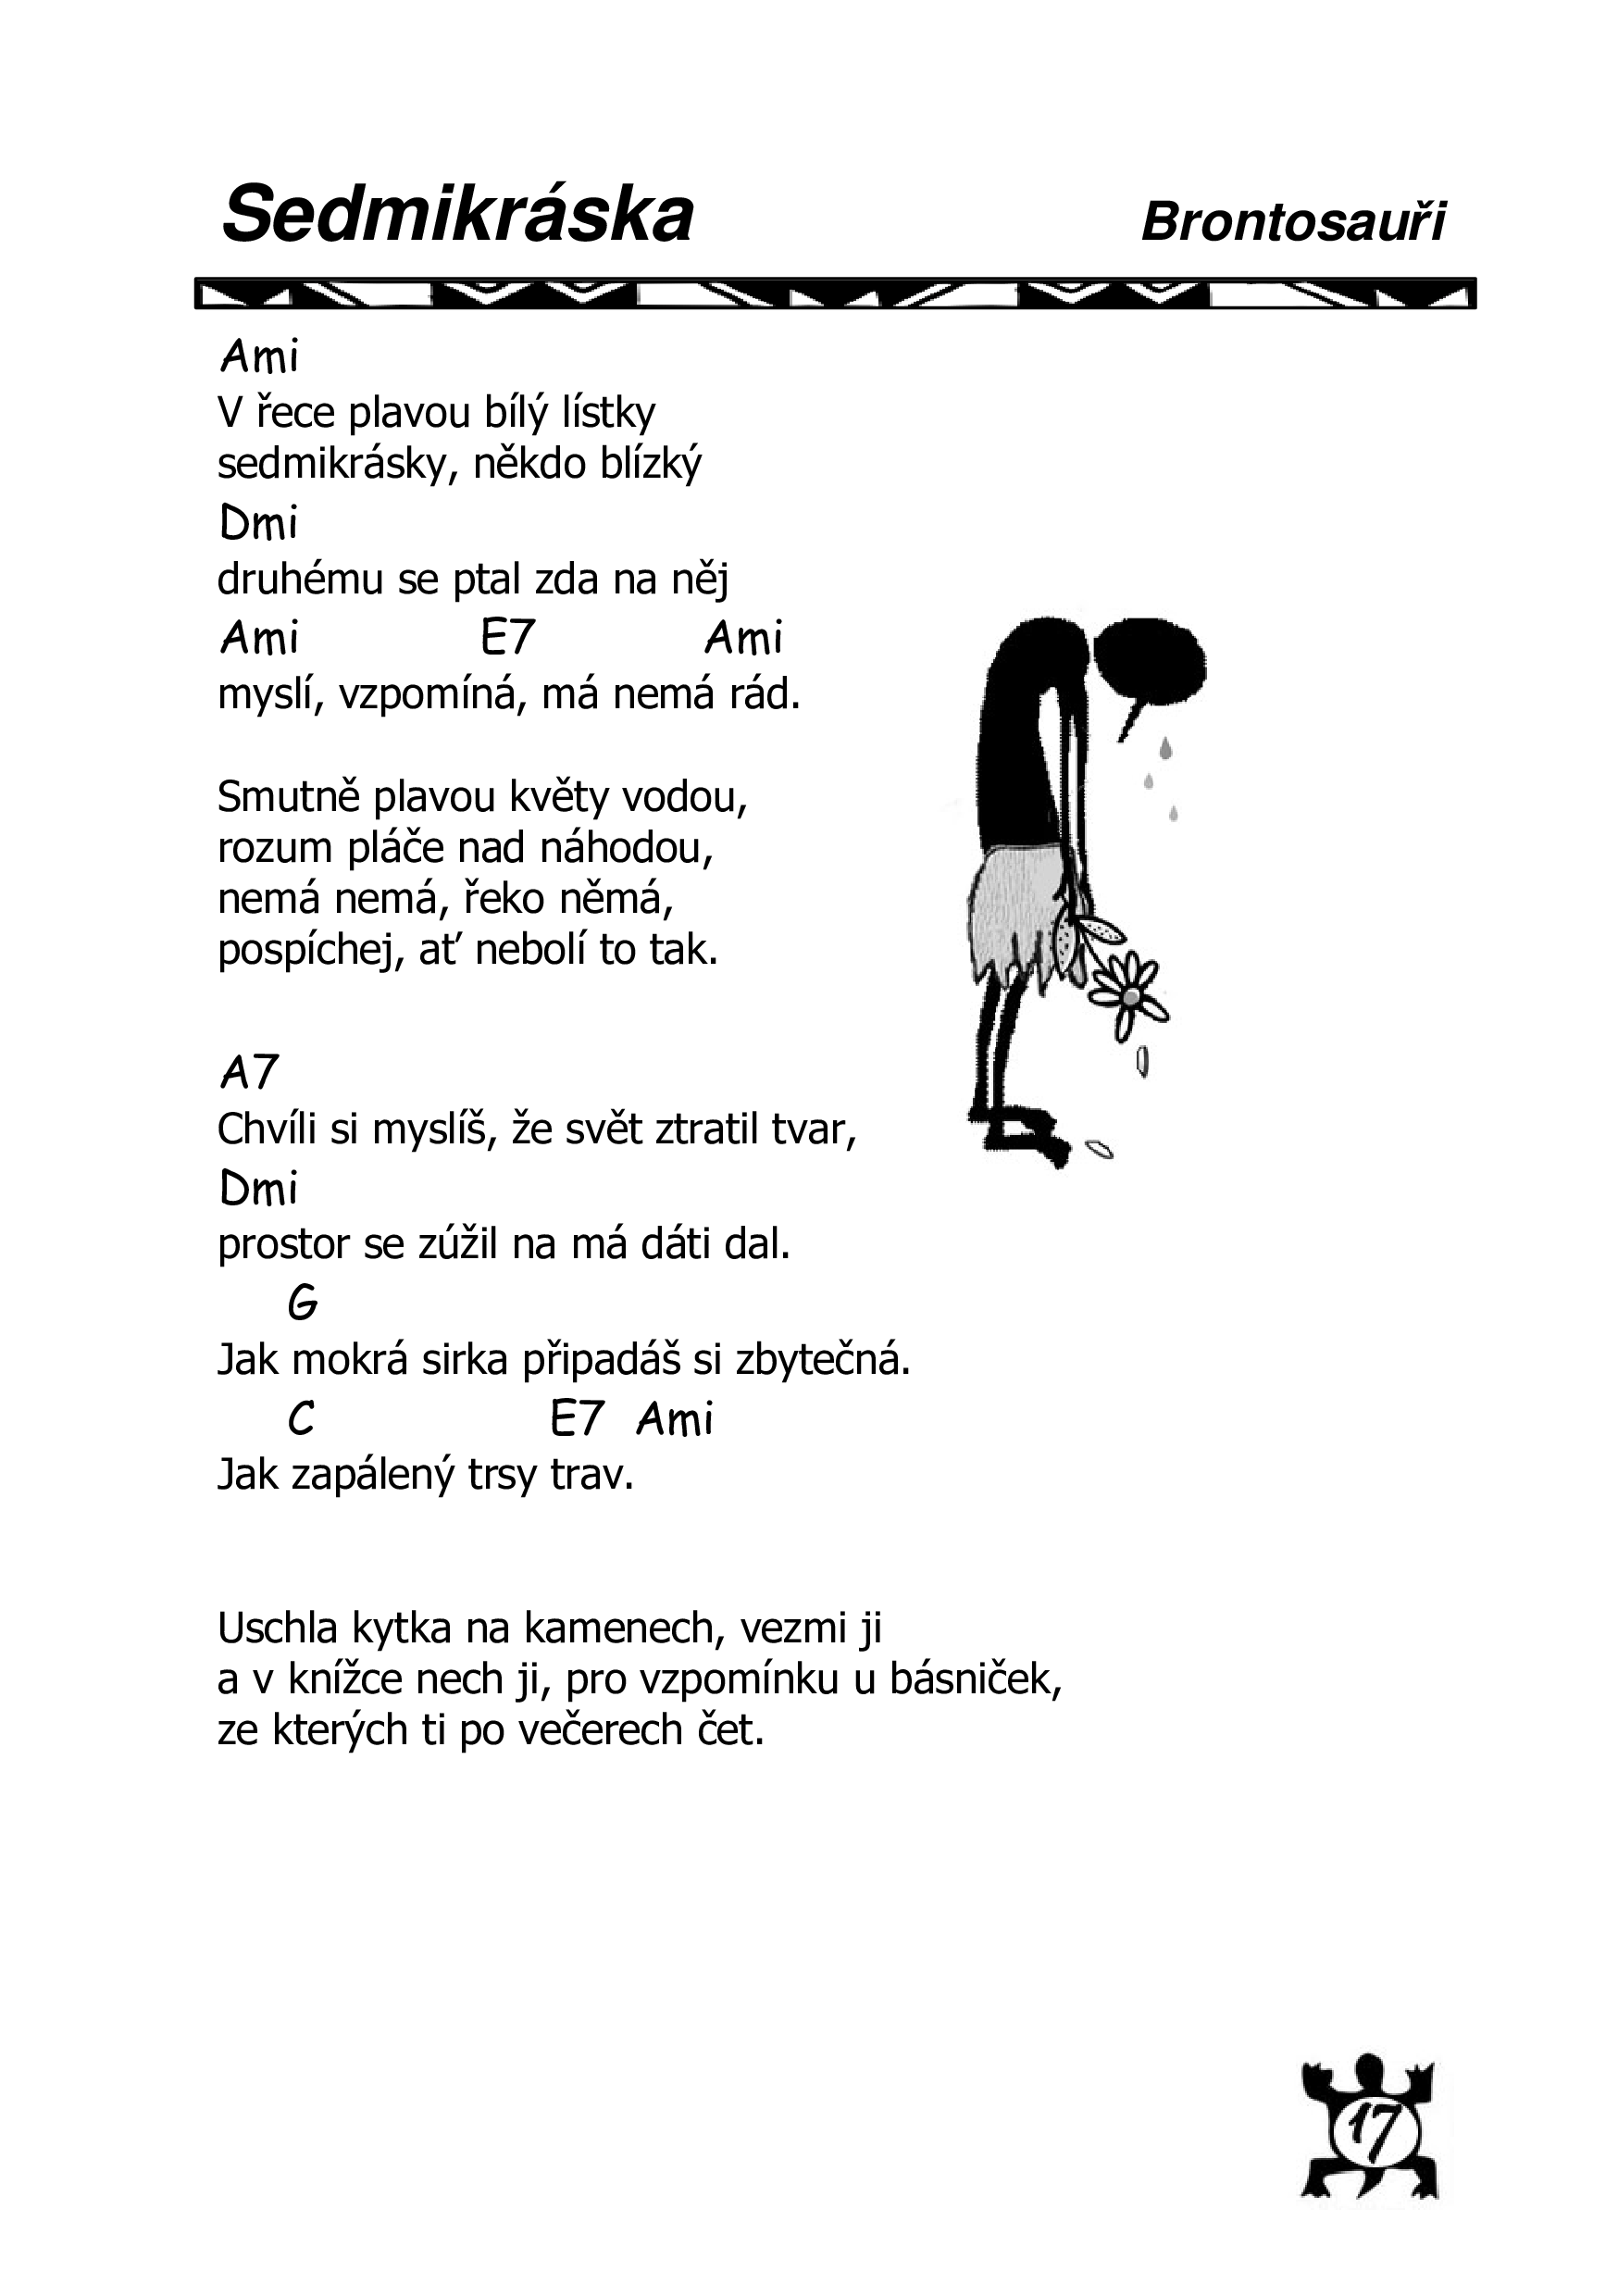 Sedmikráska Brontosauři
Ami
V řece plavou bílý lístky
sedmikrásky, někdo blízký
Dmi
druhému se ptal zda na něj
Ami E7 Ami
myslí, vzpomíná, má nemá rád.
Smutně plavou květy vodou,
rozum pláče nad náhodou,
nemá nemá, řeko němá,
pospíchej, ať nebolí to tak.
A7
Chvíli si myslíš, že svět ztratil tvar,
Dmi
prostor se zúžil na má dáti dal.
G
Jak mokrá sirka připadáš si zbytečná.
C E7 Ami
Jak zapálený trsy trav.
Uschla kytka na kamenech, vezmi ji
a v knížce nech ji, pro vzpomínku u básniček,
ze kterých ti po večerech čet.
17